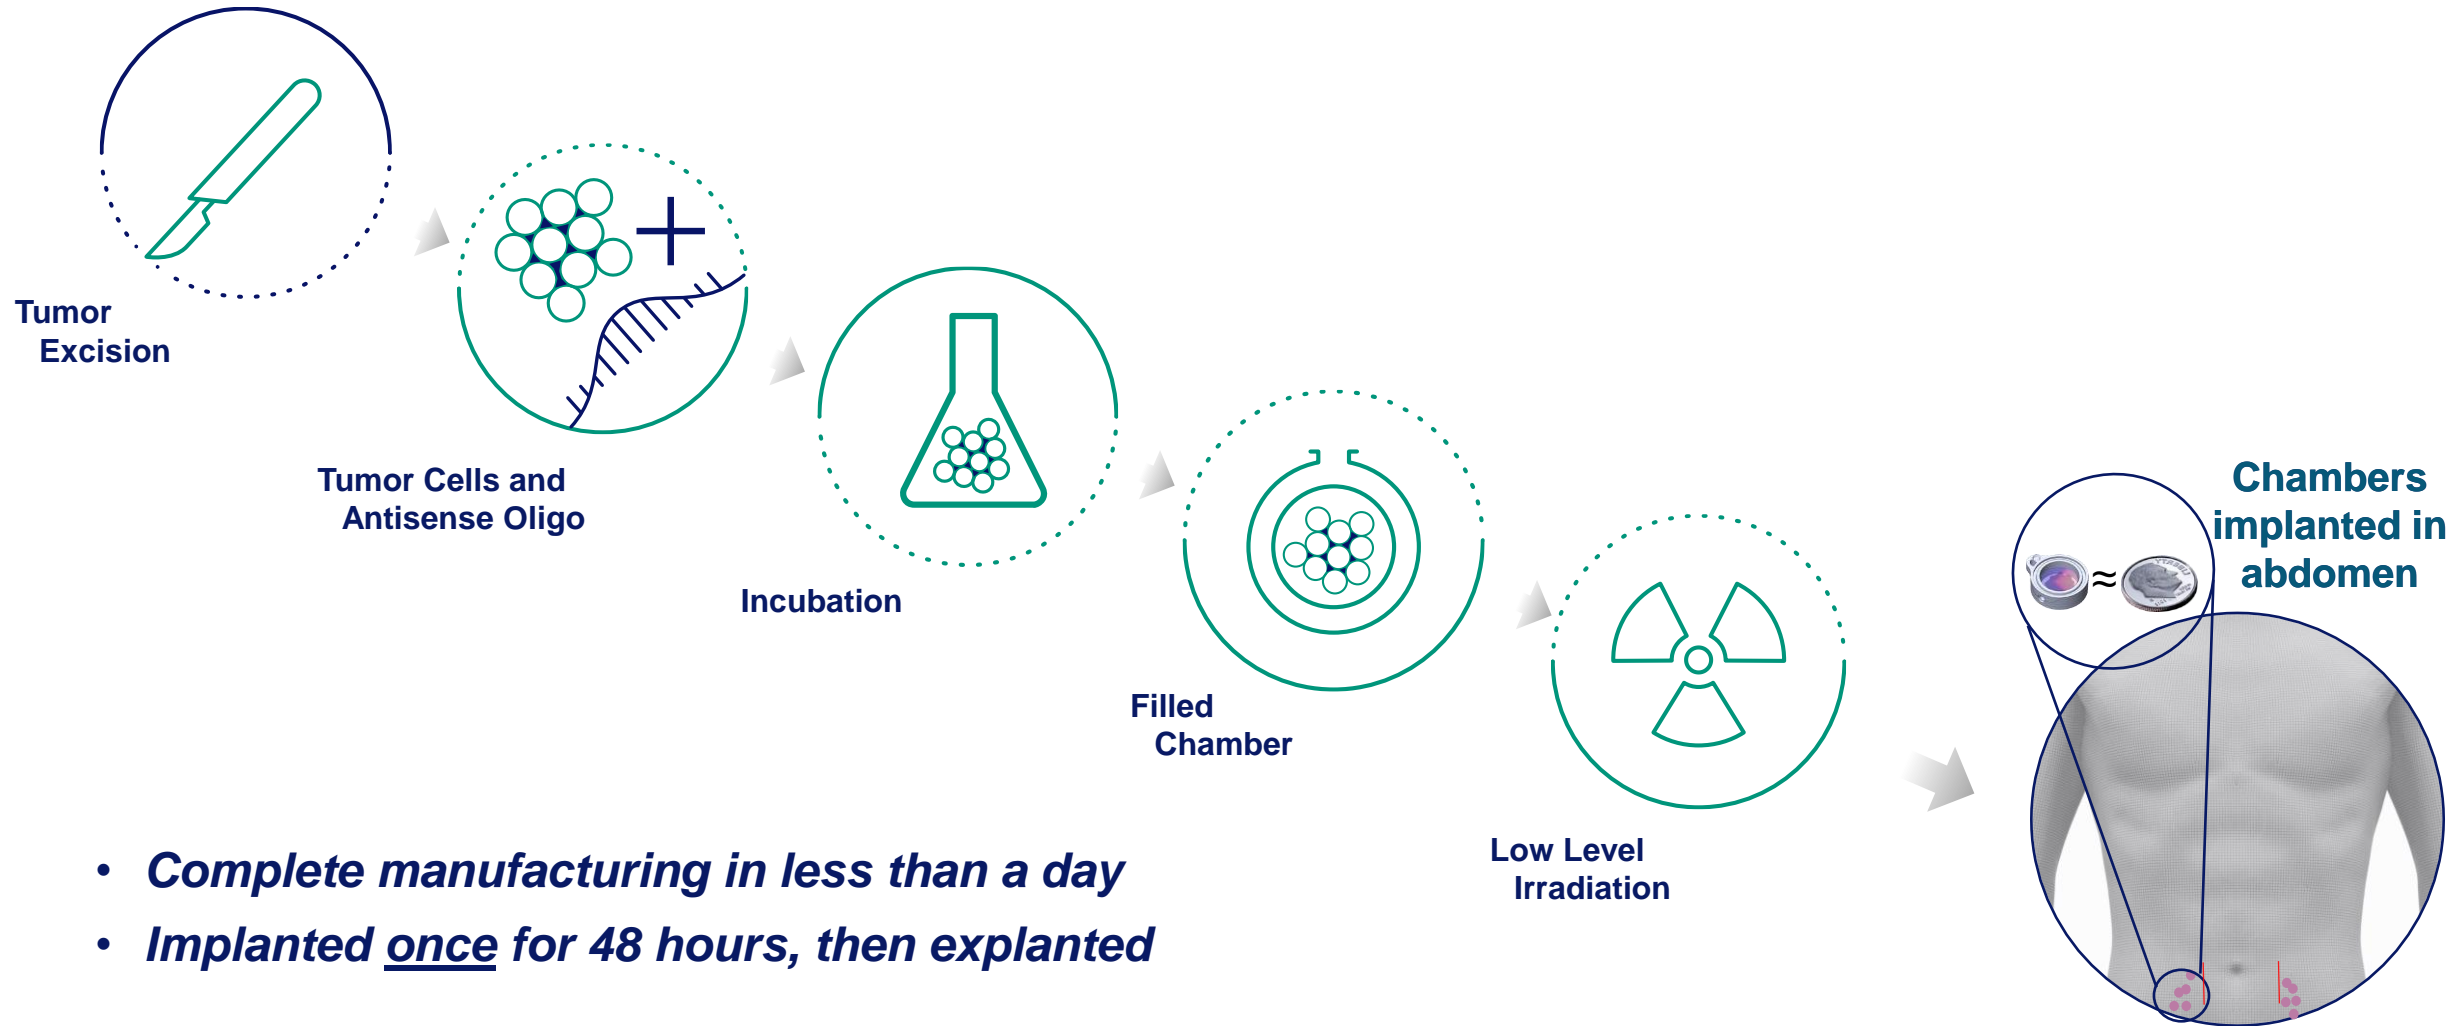 Tumor
Excision
Tumor Cells and
Antisense Oligo
Incubation
Filled
Chamber
Low Level
Irradiation
Chambers
implanted in
abdomen
≈
• Complete manufacturing in less than a day
• Implanted once for 48 hours, then explanted